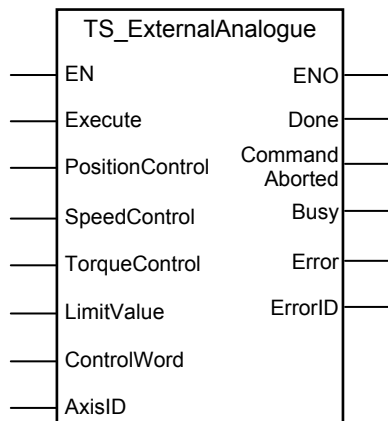 TS_ExternalAnalogue
EN
ENO
Execute
Done
PositionControl
Command
Aborted
SpeedControl
Busy
TorqueControl
Error
LimitValue
ErrorID
ControlWord
AxisID